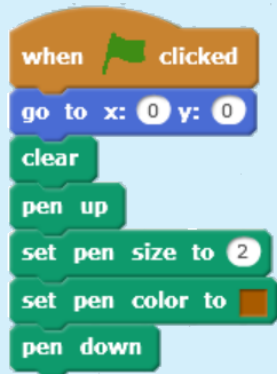 when clicked
go to x: 0 y: 0
clear
pen up
set pen size to 2
set pen color to
pen down